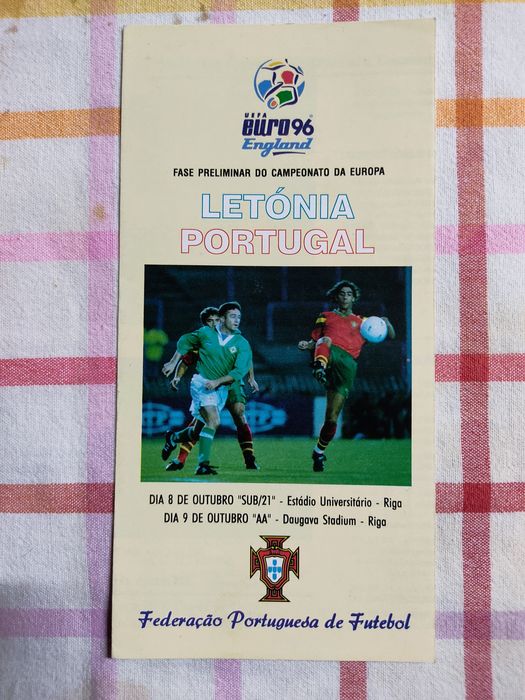 UEFA
euro96
England
FASE PRELIMINAR DO CAMPEONATO DA EUROPA
LETÓNIA
PORTUGAL
DIA 8 DE OUTUBRO "SUB/21" - Estádio Universitário - Riga
DIA 9 DE OUTUBRO "AA" - Daugava Stadium - Riga
Federação Portuguesa de Futebol